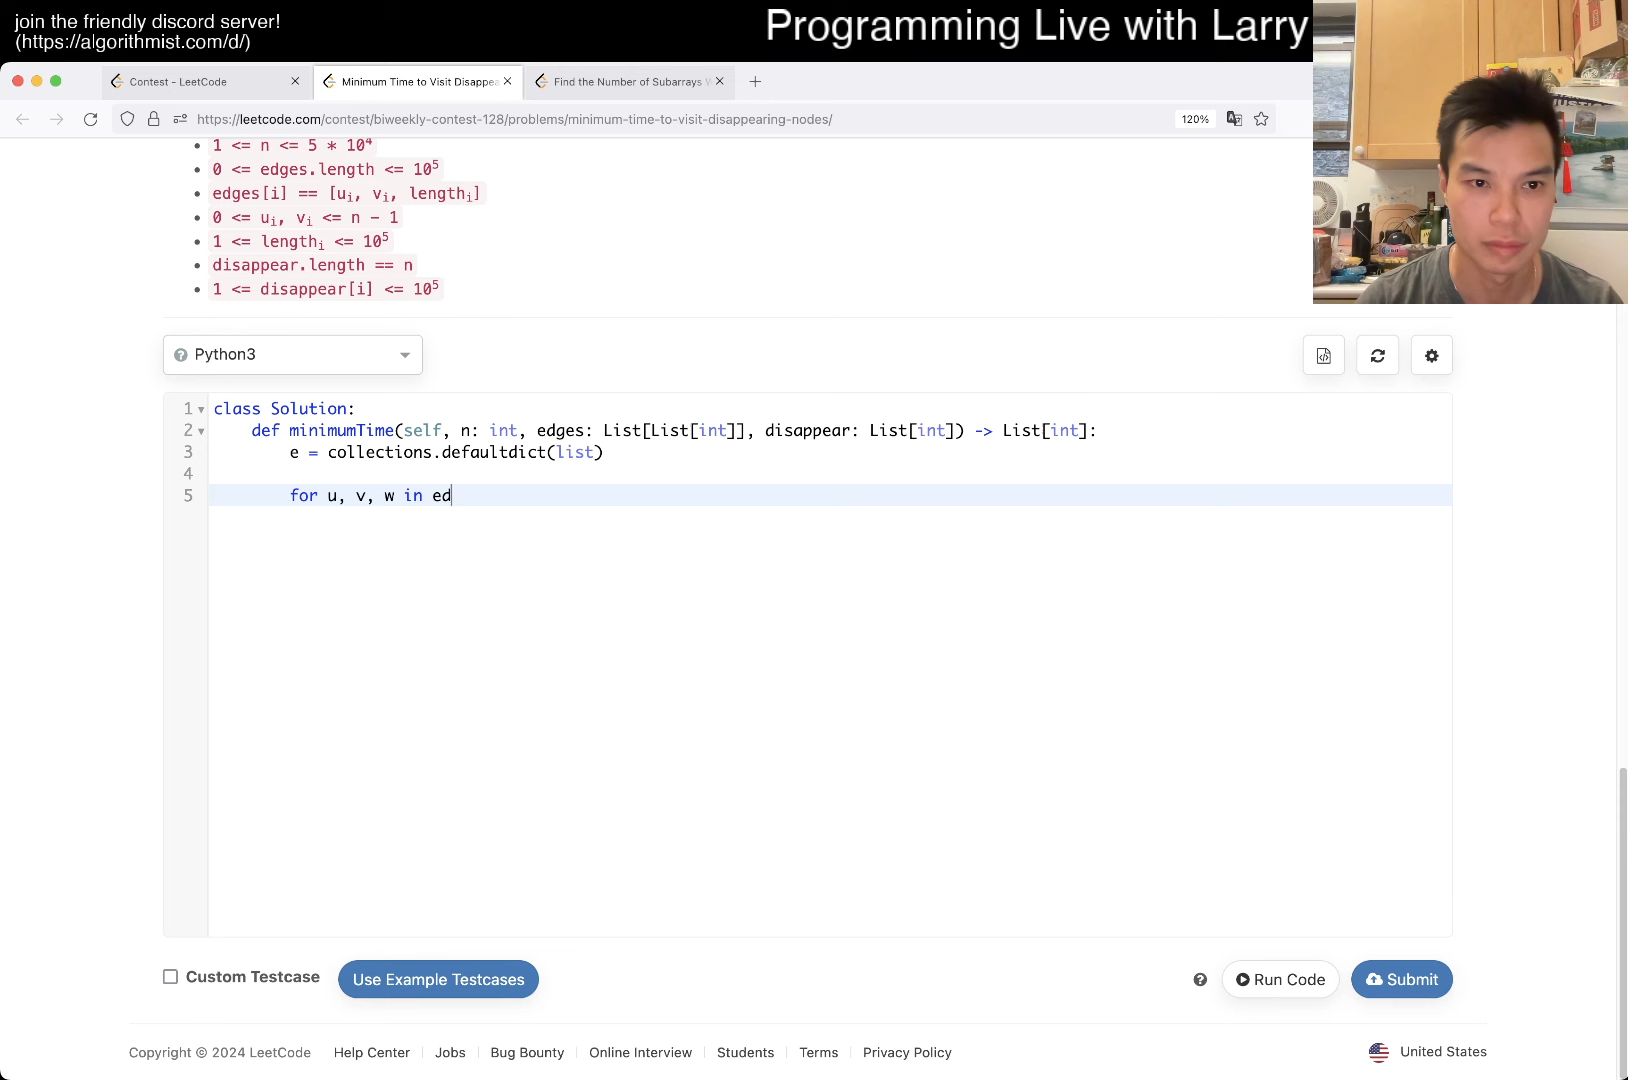 join the friendly discord server!
(https://algorithmist.com/d/)
Programming Live with Larry
Contest - LeetCode
Minimum Time to Visit Disappea
Find the Number of Subarrays W
https://leetcode.com/contest/biweekly-contest-128/problems/minimum-time-to-visit-disappearing-nodes/
120%
1 <= n <= 5 * 10⁴
0 <= edges.length <= 10⁵
edges[i] == [uᵢ, vᵢ, lengthᵢ]
0 <= uᵢ, vᵢ <= n - 1
1 <= lengthᵢ <= 10⁵
disappear.length == n
1 <= disappear[i] <= 10⁵
Python3
1 class Solution:
2     def minimumTime(self, n: int, edges: List[List[int]], disappear: List[int]) -> List[int]:
3         e = collections.defaultdict(list)
4
5         for u, v, w in ed
Custom Testcase
Use Example Testcases
Run Code
Submit
Copyright © 2024 LeetCode
Help Center
Jobs
Bug Bounty
Online Interview
Students
Terms
Privacy Policy
United States